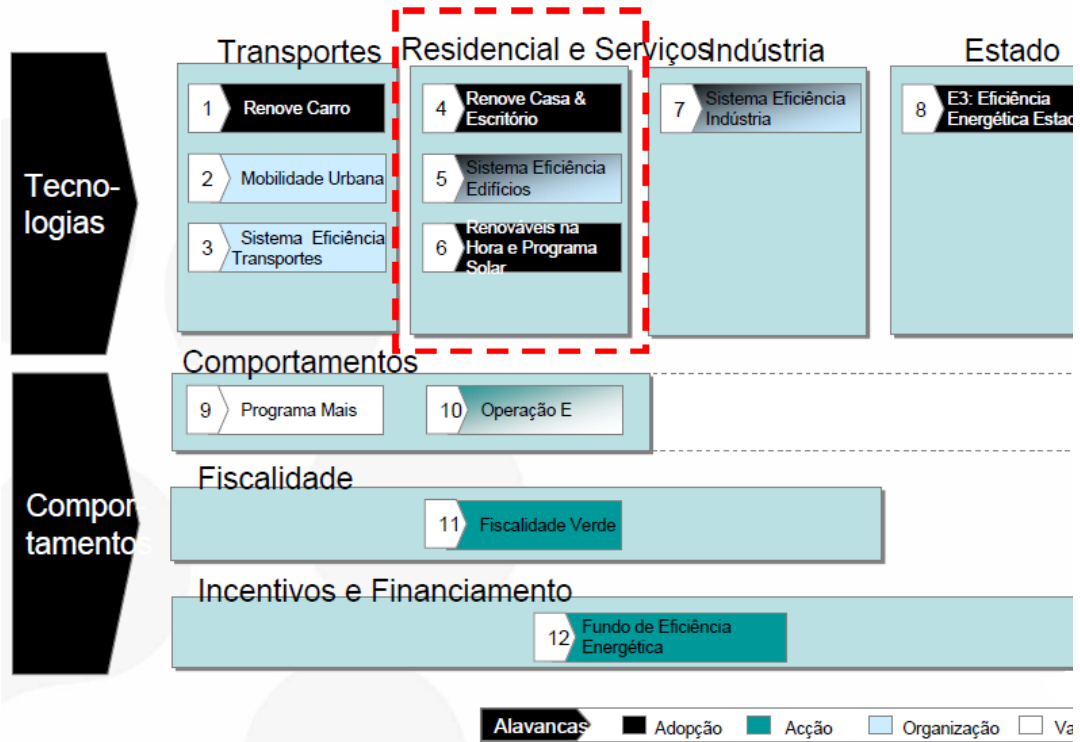 Transportes
Residencial e Serviços
Indústria
Estado
Tecno-
logias
1 Renove Carro
2 Mobilidade Urbana
3 Sistema Eficiência
Transportes
4 Renove Casa &
Escritório
5 Sistema Eficiência
Edifícios
6 Renováveis na
Hora e Programa
Solar
7 Sistema Eficiência
Indústria
8 E3: Eficiência
Energética Estad
Compor-
tamentos
Comportamentos
9 Programa Mais
10 Operação E
Fiscalidade
11 Fiscalidade Verde
Incentivos e Financiamento
12 Fundo de Eficiência
Energética
Alavancas Adopção Acção Organização Va